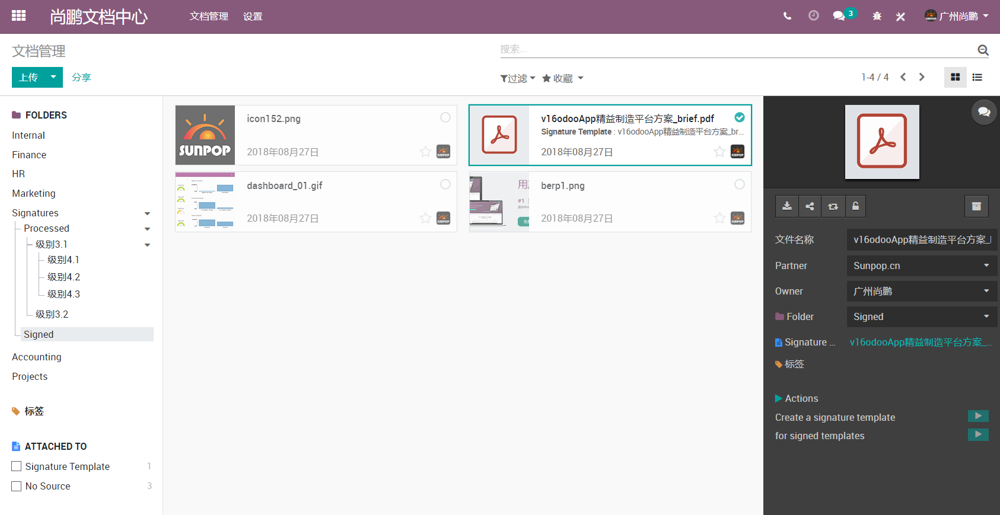 尚鹏文档中心
文档管理
设置
3
广州尚鹏
文档管理
搜索...
上传
分享
过滤
收藏
1-4 / 4
FOLDERS
Internal
Finance
HR
Marketing
Signatures
Processed
级别3.1
级别4.1
级别4.2
级别4.3
级别3.2
Signed
Accounting
Projects
标签
ATTACHED TO
Signature Template 1
No Source 3
SUNPOP
icon152.png
2018年08月27日
v16odooApp精益制造平台方案_brief.pdf
Signature Template : v16odooApp精益制造平台方案_br...
2018年08月27日
dashboard_01.gif
2018年08月27日
#1
berp1.png
2018年08月27日
文件名称 v16odooApp精益制造平台方案_
Partner Sunpop.cn
Owner 广州尚鹏
Folder Signed
Signature ... v16odooApp精益制造平台方案_...
标签
Actions
Create a signature template
for signed templates